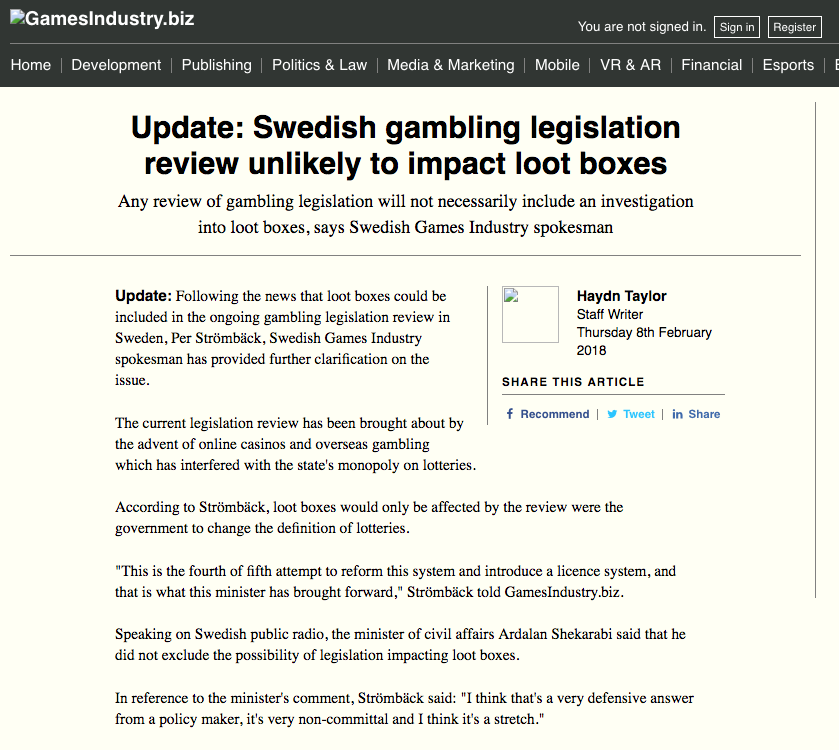 GamesIndustry.biz
You are not signed in. Sign in Register
Home Development Publishing Politics & Law Media & Marketing Mobile VR & AR Financial Esports
Update: Swedish gambling legislation
review unlikely to impact loot boxes
Any review of gambling legislation will not necessarily include an investigation
into loot boxes, says Swedish Games Industry spokesman
Update: Following the news that loot boxes could be
included in the ongoing gambling legislation review in
Sweden, Per Strömbäck, Swedish Games Industry
spokesman has provided further clarification on the
issue.
Haydn Taylor
Staff Writer
Thursday 8th February
2018
SHARE THIS ARTICLE
Recommend Tweet Share
The current legislation review has been brought about by
the advent of online casinos and overseas gambling
which has interfered with the state's monopoly on lotteries.
According to Strömbäck, loot boxes would only be affected by the review were the
government to change the definition of lotteries.
"This is the fourth of fifth attempt to reform this system and introduce a licence system, and
that is what this minister has brought forward," Strömbäck told GamesIndustry.biz.
Speaking on Swedish public radio, the minister of civil affairs Ardalan Shekarabi said that he
did not exclude the possibility of legislation impacting loot boxes.
In reference to the minister's comment, Strömbäck said: "I think that's a very defensive answer
from a policy maker, it's very non-committal and I think it's a stretch."